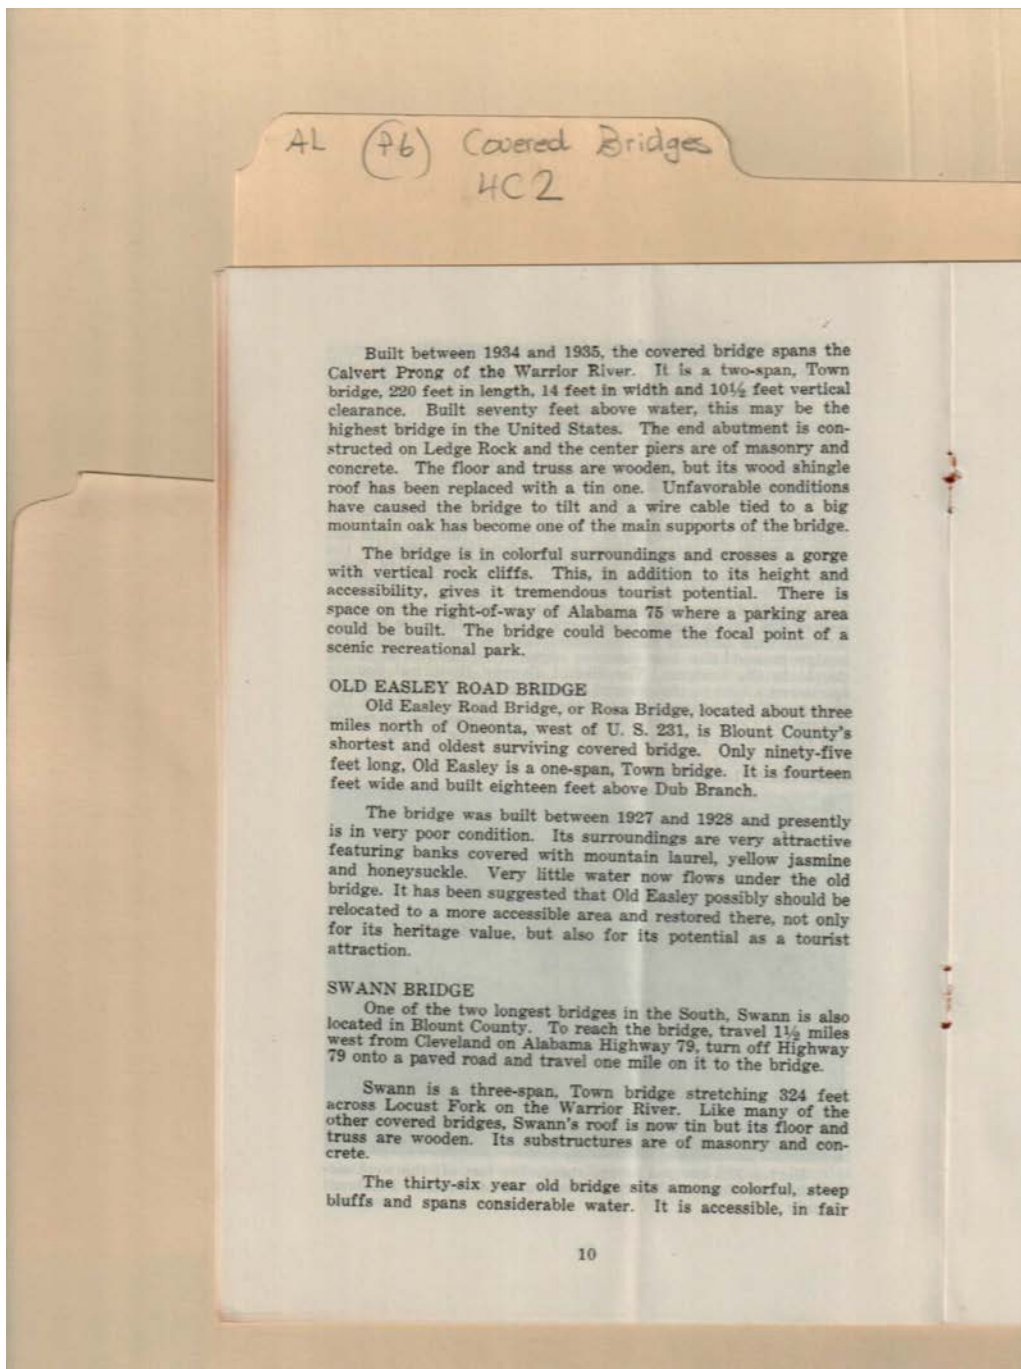 AL (P6) Covered Bridges
4C2
Built between 1934 and 1935, the covered bridge spans the
Calvert Prong of the Warrior River. It is a two-span, Town
bridge, 220 feet in length, 14 feet in width and 10½ feet vertical
clearance. Built seventy feet above water, this may be the
highest bridge in the United States. The end abutment is con-
structed on Ledge Rock and the center piers are of masonry and
concrete. The floor and truss are wooden, but its wood shingle
roof has been replaced with a tin one. Unfavorable conditions
have caused the bridge to tilt and a wire cable tied to a big
mountain oak has become one of the main supports of the bridge.
The bridge is in colorful surroundings and crosses a gorge
with vertical rock cliffs. This, in addition to its height and
accessibility, gives it tremendous tourist potential. There is
space on the right-of-way of Alabama 75 where a parking area
could be built. The bridge could become the focal point of a
scenic recreational park.
OLD EASLEY ROAD BRIDGE
Old Easley Road Bridge, or Rosa Bridge, located about three
miles north of Oneonta, west of U. S. 231, is Blount County's
shortest and oldest surviving covered bridge. Only ninety-five
feet long, Old Easley is a one-span, Town bridge. It is fourteen
feet wide and built eighteen feet above Dub Branch.
The bridge was built between 1927 and 1928 and presently
is in very poor condition. Its surroundings are very attractive
featuring banks covered with mountain laurel, yellow jasmine
and honeysuckle. Very little water now flows under the old
bridge. It has been suggested that Old Easley possibly should be
relocated to a more accessible area and restored there, not only
for its heritage value, but also for its potential as a tourist
attraction.
SWANN BRIDGE
One of the two longest bridges in the South, Swann is also
located in Blount County. To reach the bridge, travel 1½ miles
west from Cleveland on Alabama Highway 79, turn off Highway
79 onto a paved road and travel one mile on it to the bridge.
Swann is a three-span, Town bridge stretching 324 feet
across Locust Fork on the Warrior River. Like many of the
other covered bridges, Swann's roof is now tin but its floor and
truss are wooden. Its substructures are of masonry and con-
crete.
The thirty-six year old bridge sits among colorful, steep
bluffs and spans considerable water. It is accessible, in fair
10